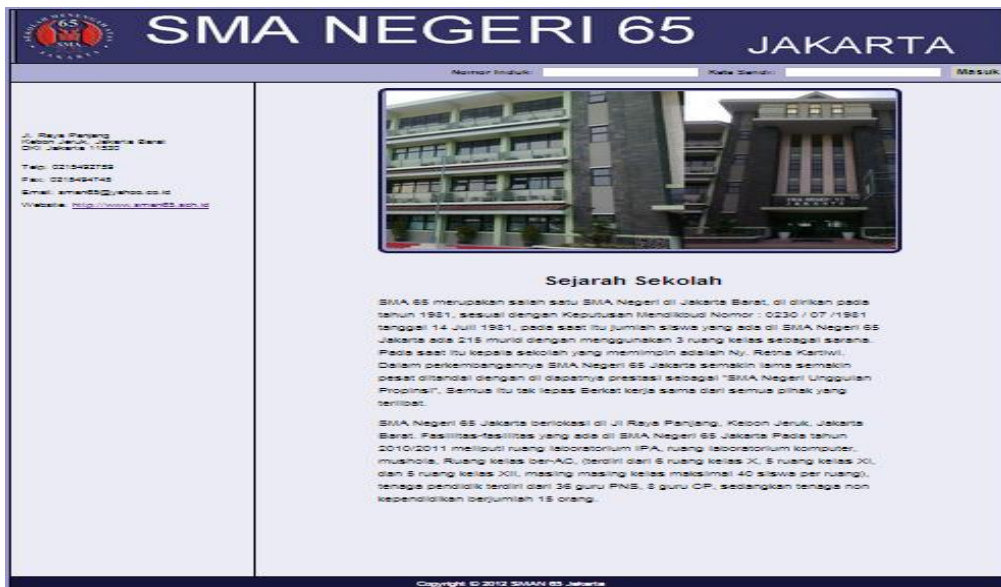 65
SMA
SMA NEGERI 65 JAKARTA
Nomor Induk: Kata Sandi: Masuk
Jl. Raya Panjang
Kebon Jeruk, Jakarta Barat
DKI Jakarta 11530
Telp. 0215492759
Fax. 0215494745
Email. sman65@yahoo.co.id
Website. http://www.sman65.sch.id
SMA NEGERI
JAKARTA
Sejarah Sekolah
SMA 65 merupakan salah satu SMA Negeri di Jakarta Barat, di dirikan pada
tahun 1981, sesuai dengan Keputusan Mendikbud Nomor : 0230 / 07 /1981
tanggal 14 Juli 1981, pada saat itu jumlah siswa yang ada di SMA Negeri 65
Jakarta ada 215 murid dengan menggunakan 3 ruang kelas sebagai sarana.
Pada saat itu kepala sekolah yang memimpin adalah Ny. Retna Kartiwi.
Dalam perkembangannya SMA Negeri 65 Jakarta semakin lama semakin
pesat ditandai dengan di dapatnya prestasi sebagai "SMA Negeri Unggulan
Propinsi", Semua itu tak lepas Berkat kerja sama dari semua pihak yang
terlibat.
SMA Negeri 65 Jakarta berlokasi di Jl Raya Panjang, Kebon Jeruk, Jakarta
Barat. Fasilitas-fasilitas yang ada di SMA Negeri 65 Jakarta Pada tahun
2010/2011 meliputi ruang laboratorium IPA, ruang laboratorium komputer,
mushola, Ruang kelas ber-AC, (terdiri dari 6 ruang kelas X, 5 ruang kelas XI,
dan 5 ruang kelas XII, masing masing kelas maksimal 40 siswa per ruang),
tenaga pendidik terdiri dari 36 guru PNS, 8 guru CP, sedangkan tenaga non
kependidikan berjumlah 15 orang.
Copyright © 2012 SMAN 65 Jakarta